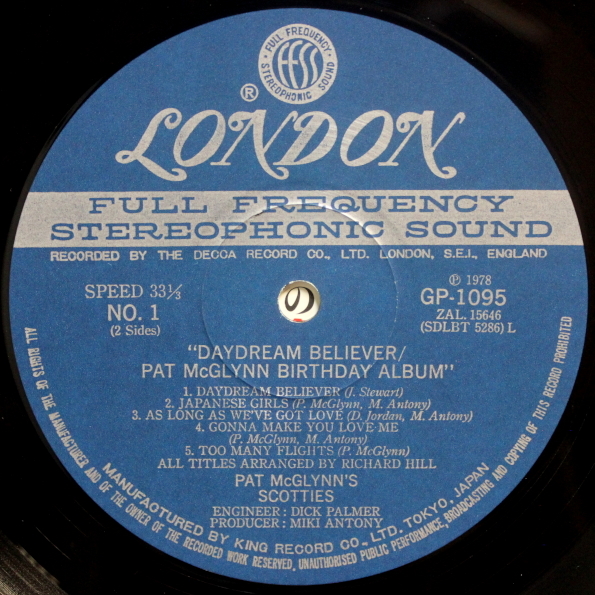 FULL FREQUENCY
ffss
STEREOPHONIC SOUND
®
LONDON
FULL FREQUENCY
STEREOPHONIC SOUND
RECORDED BY THE DECCA RECORD CO., LTD. LONDON, S.E.I., ENGLAND
SPEED 33⅓
NO. 1
(2 Sides)
℗ 1978
GP-1095
ZAL. 15646
(SDLBT 5286) L
"DAYDREAM BELIEVER/
PAT McGLYNN BIRTHDAY ALBUM"
1. DAYDREAM BELIEVER (J. Stewart)
2. JAPANESE GIRLS (P. McGlynn, M. Antony)
3. AS LONG AS WE'VE GOT LOVE (D. Jordan, M. Antony)
4. GONNA MAKE YOU LOVE ME
(P. McGlynn, M. Antony)
5. TOO MANY FLIGHTS (P. McGlynn)
ALL TITLES ARRANGED BY RICHARD HILL
PAT McGLYNN'S
SCOTTIES
ENGINEER: DICK PALMER
PRODUCER: MIKI ANTONY
MANUFACTURED BY KING RECORD CO., LTD. TOKYO, JAPAN
ALL RIGHTS OF THE MANUFACTURER AND OF THE OWNER OF THE RECORDED WORK RESERVED, UNAUTHORISED PUBLIC PERFORMANCE, BROADCASTING AND COPYING OF THIS RECORD PROHIBITED